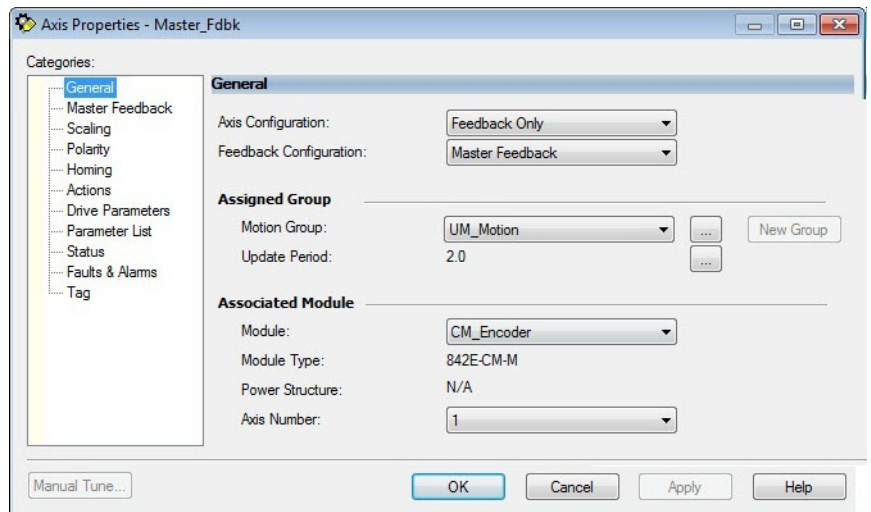 Axis Properties - Master_Fdbk
Categories:
General
Master Feedback
Scaling
Polarity
Homing
Actions
Drive Parameters
Parameter List
Status
Faults & Alarms
Tag
General
Axis Configuration: Feedback Only
Feedback Configuration: Master Feedback
Assigned Group
Motion Group: UM_Motion ... New Group
Update Period: 2.0 ...
Associated Module
Module: CM_Encoder
Module Type: 842E-CM-M
Power Structure: N/A
Axis Number: 1
Manual Tune... OK Cancel Apply Help